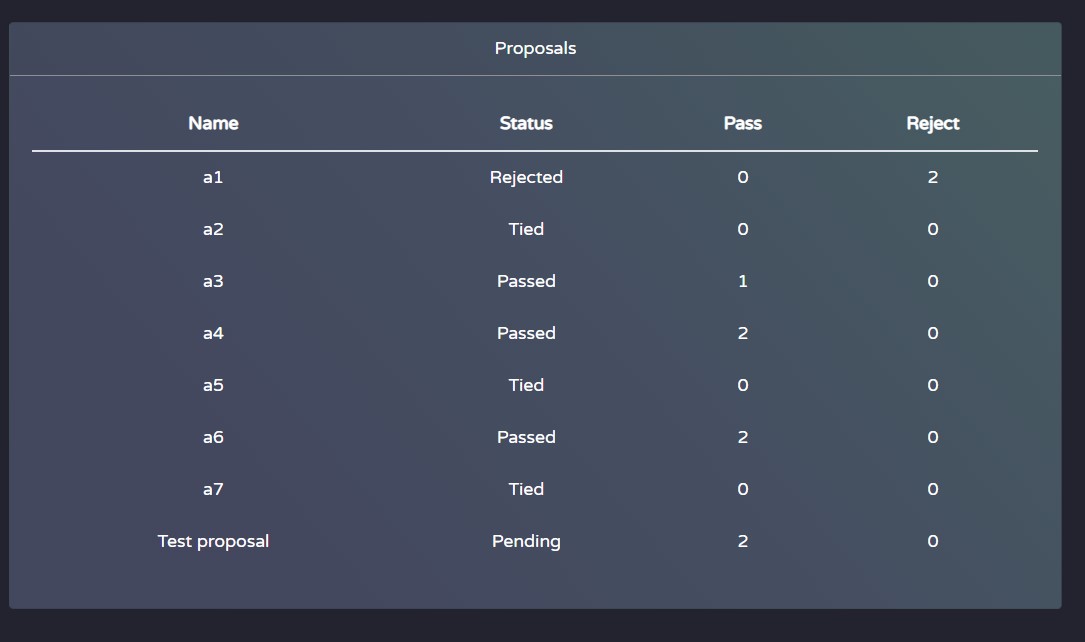 Proposals
Name Status Pass Reject
a1 Rejected 0 2
a2 Tied 0 0
a3 Passed 1 0
a4 Passed 2 0
a5 Tied 0 0
a6 Passed 2 0
a7 Tied 0 0
Test proposal Pending 2 0